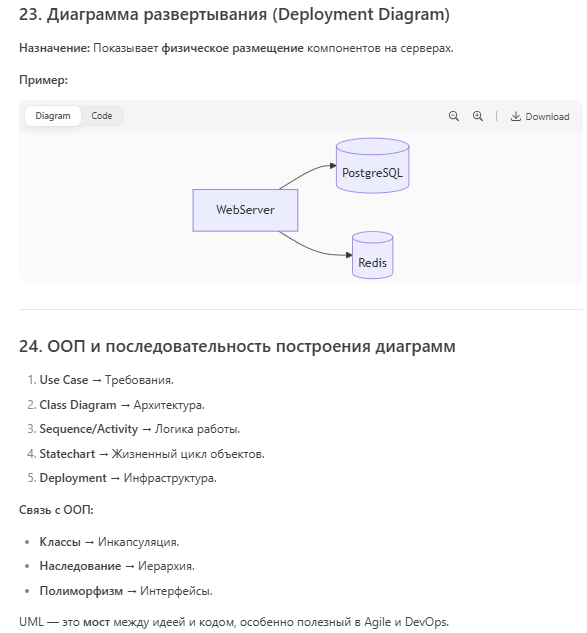 23. Диаграмма развертывания (Deployment Diagram)
Назначение: Показывает физическое размещение компонентов на серверах.
Пример:
Diagram Code Download
PostgreSQL
WebServer
Redis
24. ООП и последовательность построения диаграмм
1. Use Case → Требования.
2. Class Diagram → Архитектура.
3. Sequence/Activity → Логика работы.
4. Statechart → Жизненный цикл объектов.
5. Deployment → Инфраструктура.
Связь с ООП:
• Классы → Инкапсуляция.
• Наследование → Иерархия.
• Полиморфизм → Интерфейсы.
UML — это мост между идеей и кодом, особенно полезный в Agile и DevOps.